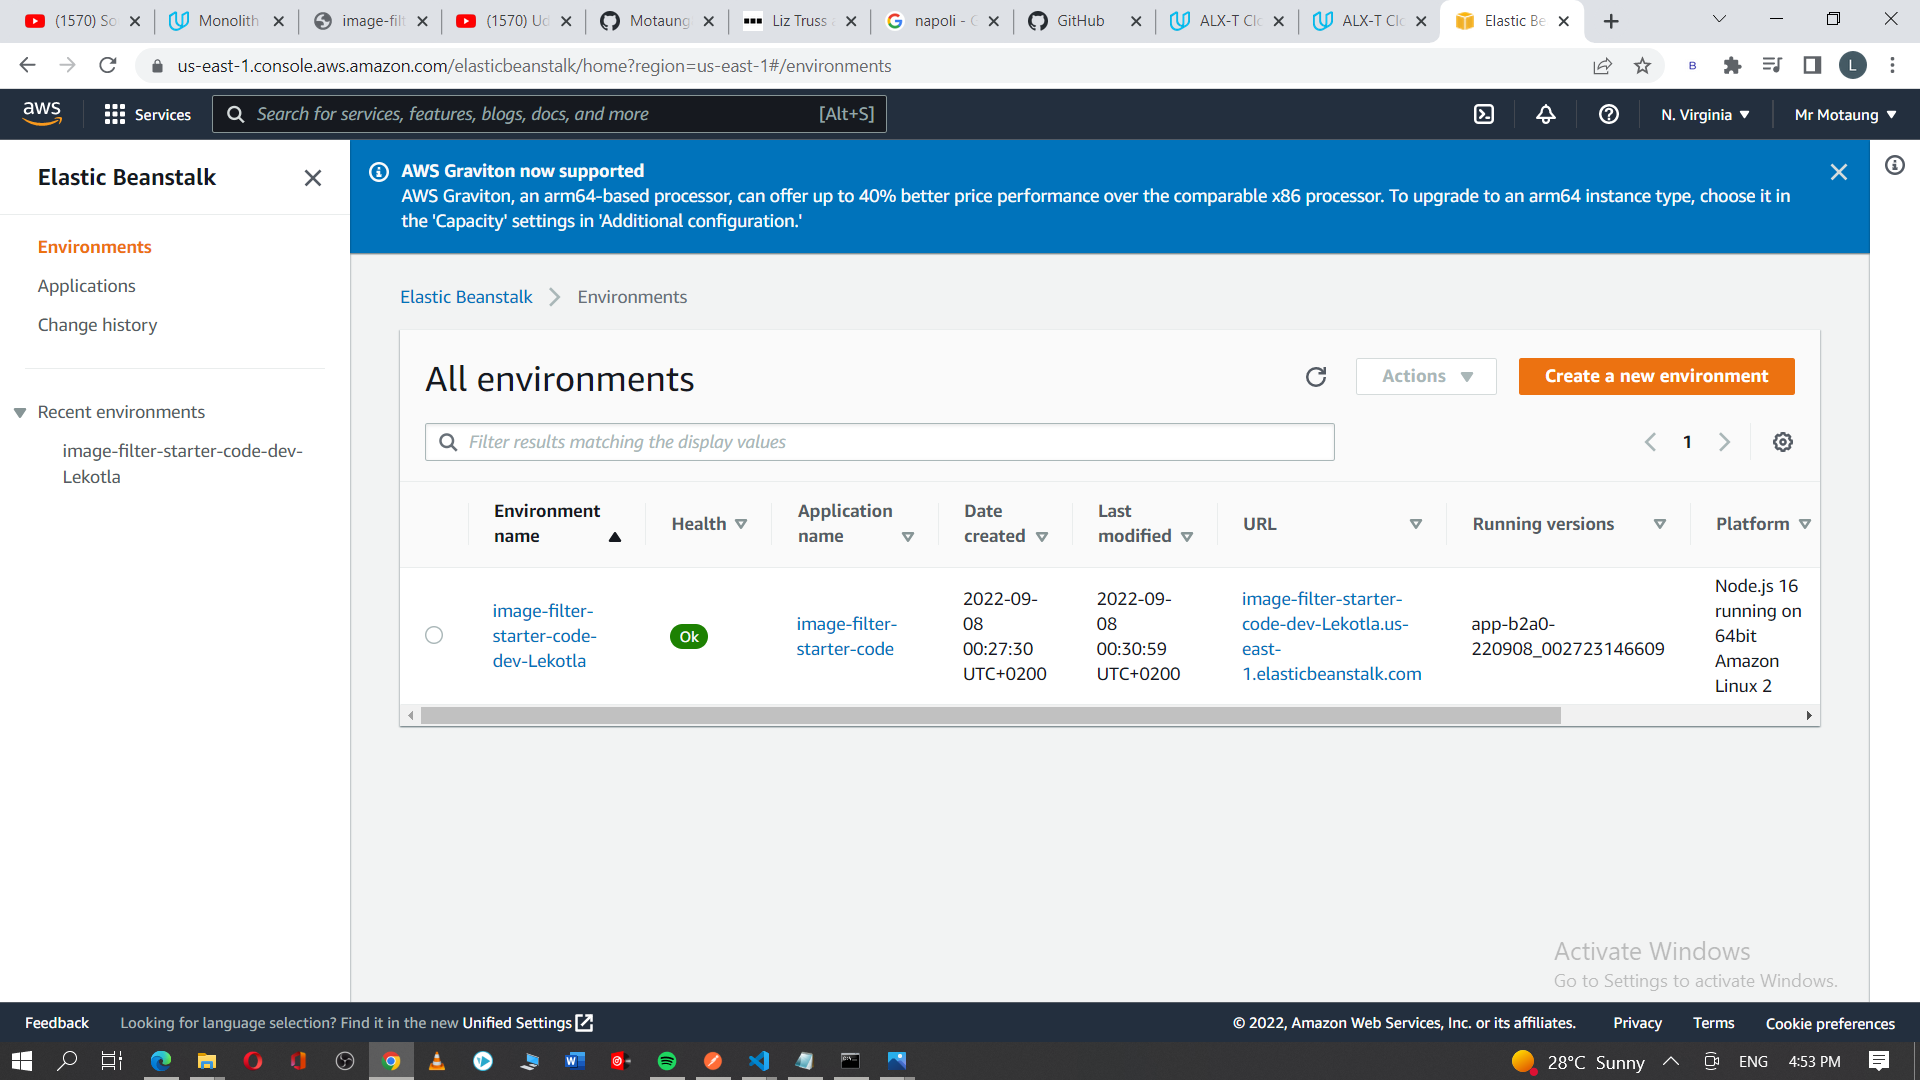 (1570) So
Monolith
image-filt
(1570) Ud
Motaung
Liz Truss a
napoli - G
GitHub
ALX-T Clo
ALX-T Clo
Elastic Be
us-east-1.console.aws.amazon.com/elasticbeanstalk/home?region=us-east-1#/environments
B
L
aws
Services
Search for services, features, blogs, docs, and more
[Alt+S]
N. Virginia
Mr Motaung
Elastic Beanstalk
Environments
Applications
Change history
Recent environments
image-filter-starter-code-dev-
Lekotla
AWS Graviton now supported
AWS Graviton, an arm64-based processor, can offer up to 40% better price performance over the comparable x86 processor. To upgrade to an arm64 instance type, choose it in
the 'Capacity' settings in 'Additional configuration.'
Elastic Beanstalk
Environments
All environments
Actions
Create a new environment
Filter results matching the display values
1
Environment
name
Health
Application
name
Date
created
Last
modified
URL
Running versions
Platform
image-filter-
starter-code-
dev-Lekotla
Ok
image-filter-
starter-code
2022-09-
08
00:27:30
UTC+0200
2022-09-
08
00:30:59
UTC+0200
image-filter-starter-
code-dev-Lekotla.us-
east-
1.elasticbeanstalk.com
app-b2a0-
220908_002723146609
Node.js 16
running on
64bit
Amazon
Linux 2
Activate Windows
Go to Settings to activate Windows.
Feedback
Looking for language selection? Find it in the new Unified Settings
© 2022, Amazon Web Services, Inc. or its affiliates.
Privacy
Terms
Cookie preferences
28°C Sunny
ENG
4:53 PM